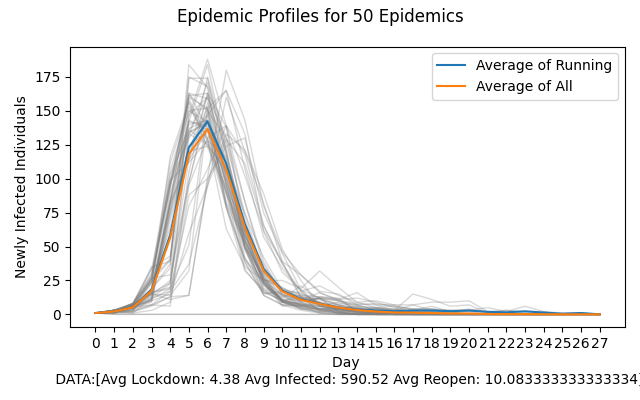 Epidemic Profiles for 50 Epidemics
Average of Running
Average of All
Newly Infected Individuals
175
150
125
100
75
50
25
0
0 1 2 3 4 5 6 7 8 9 10 11 12 13 14 15 16 17 18 19 20 21 22 23 24 25 26 27
Day
DATA:[Avg Lockdown: 4.38 Avg Infected: 590.52 Avg Reopen: 10.083333333333334]